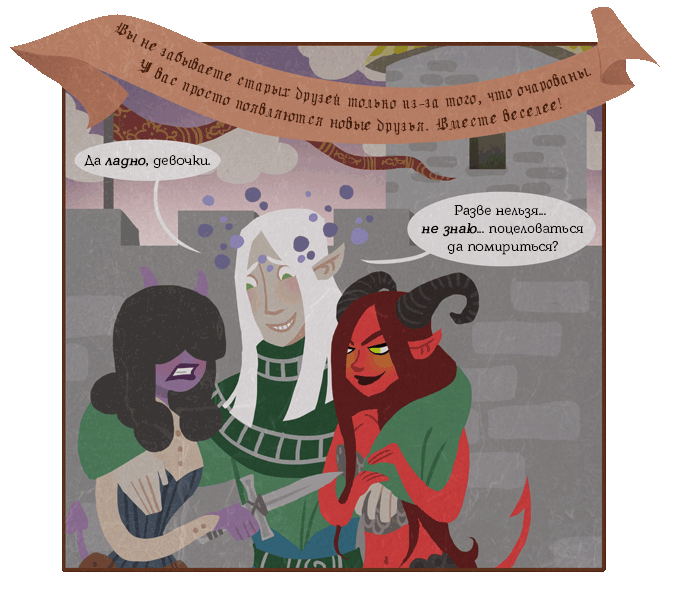 Вы не забываете старых друзей только из-за того, что очарованы.
У вас просто появляются новые друзья. Вместе веселее!
Да ладно, девочки.
Разве нельзя...
не знаю... поцеловаться
да помириться?